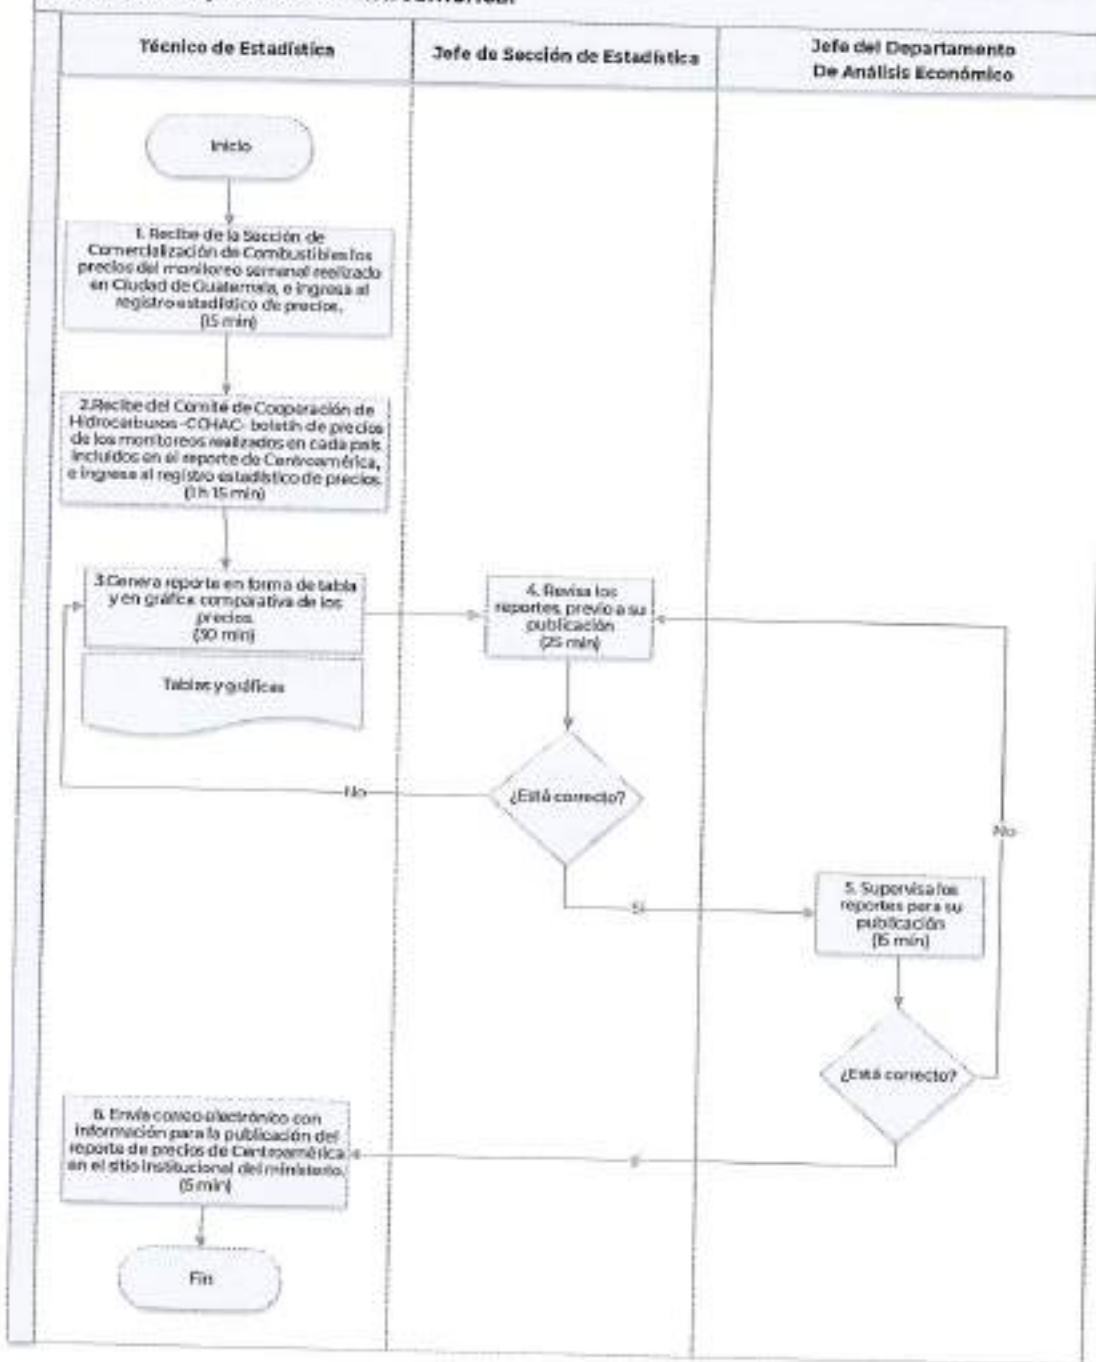 Técnico de Estadística
Jefe de Sección de Estadística
Jefe del Departamento
De Análisis Económico
Inicio
1. Recibe de la Sección de
Comercialización de Combustibles los
precios del monitoreo semanal realizado
en Ciudad de Guatemala, e ingresa al
registro estadístico de precios.
(15 min)
2.Recibe del Comité de Cooperación de
Hidrocarburos -CCHAC- boletín de precios
de los monitoreos realizados en cada país
incluidos en el reporte de Centroamérica,
e ingresa al registro estadístico de precios.
(1 h 15 min)
3.Genera reporte en forma de tabla
y en gráfica comparativa de los
precios.
(30 min)
Tablas y gráficas
4. Revisa los
reportes, previo a su
publicación
(25 min)
¿Está correcto?
No
Sí
No
5. Supervisa los
reportes para su
publicación
(15 min)
¿Está correcto?
6. Envía correo electrónico con
información para la publicación del
reporte de precios de Centroamérica
en el sitio institucional del ministerio.
(5 min)
Fin